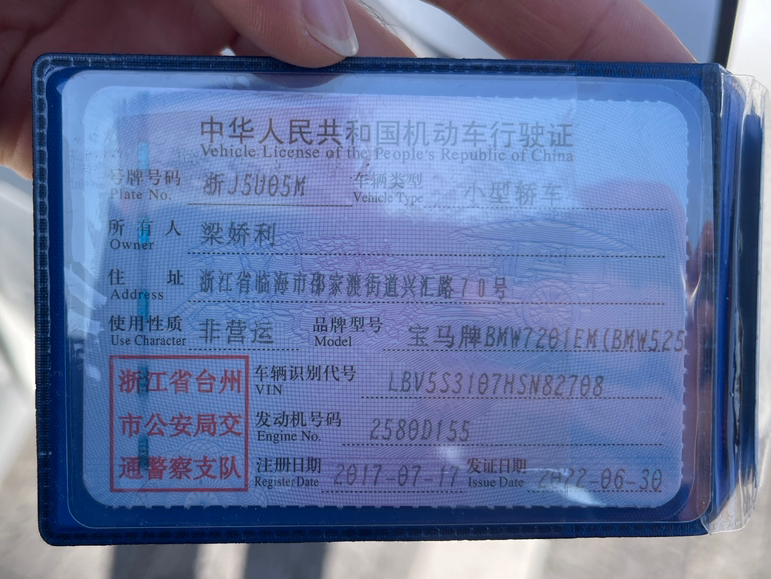 中华人民共和国机动车行驶证
Vehicle License of the People's Republic of China
号牌号码 浙J5U05M 车辆类型 小型轿车
Plate No. Vehicle Type
所有人 梁娇利
Owner
住址 浙江省临海市邵家渡街道兴汇路70号
Address
使用性质 非营运 品牌型号 宝马牌BMW7201EM(BMW525
Use Character Model
浙江省台州
市公安局交
通警察支队
车辆识别代号 LBV5S3107HSN82708
VIN
发动机号码 2580D155
Engine No.
注册日期 2017-07-17 发证日期 2022-06-30
Register Date Issue Date